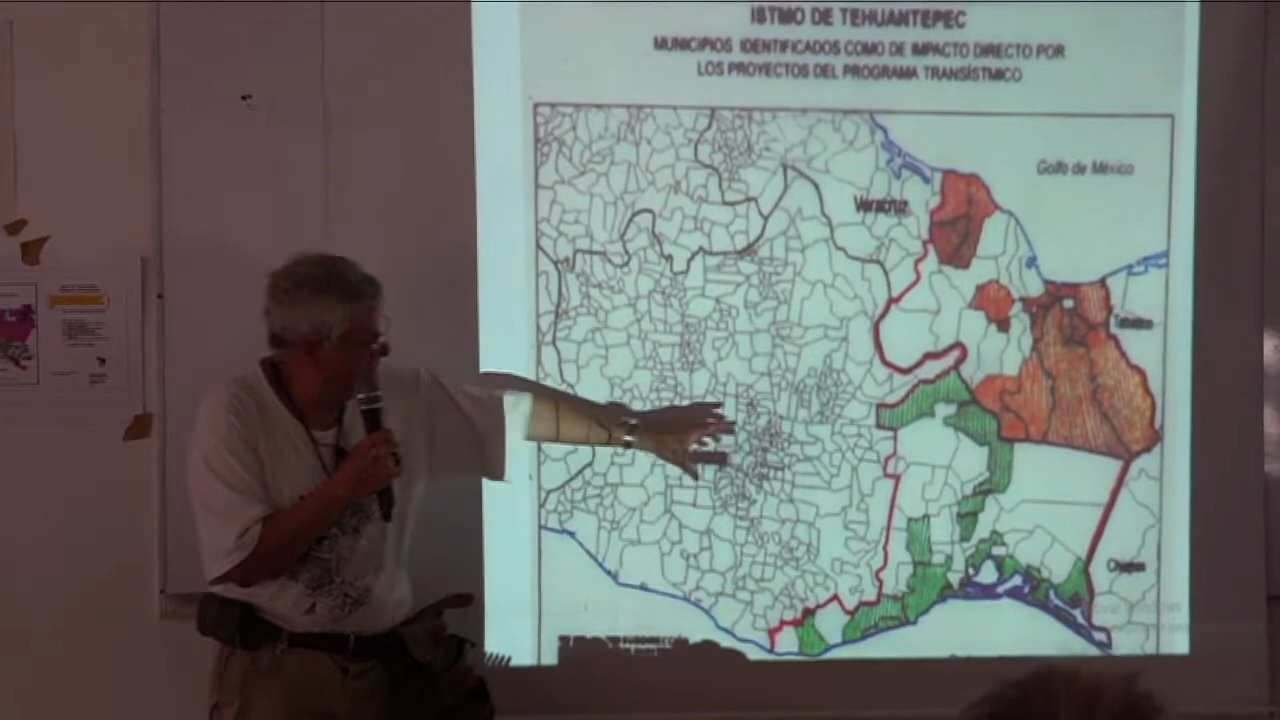 ISTMO DE TEHUANTEPEC
MUNICIPIOS IDENTIFICADOS COMO DE IMPACTO DIRECTO POR
LOS PROYECTOS DEL PROGRAMA TRANSÍSTMICO
Golfo de México
Veracruz
Tabasco
Chiapas